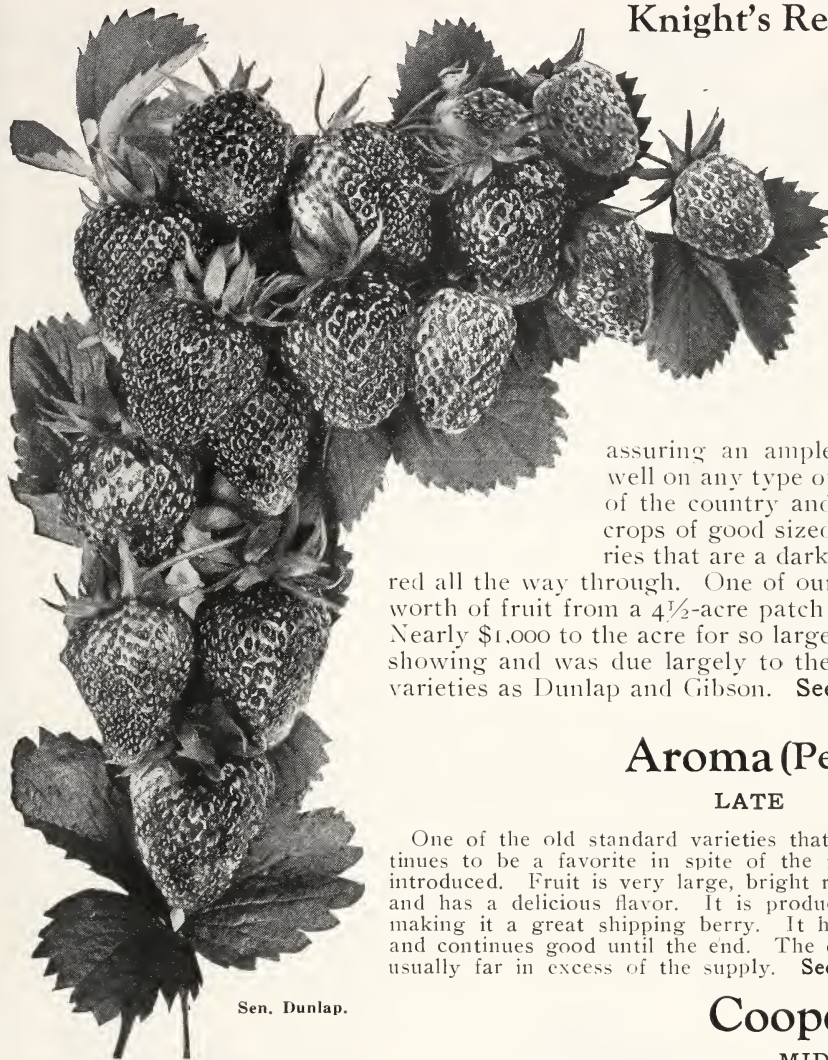 Knight's Re
assuring an ample
well on any type o
of the country and
crops of good sized
ries that are a dark
red all the way through. One of our
worth of fruit from a 4½-acre patch
Nearly $1,000 to the acre for so large
showing and was due largely to the
varieties as Dunlap and Gibson. See
Aroma (Pe
LATE
One of the old standard varieties that
tinues to be a favorite in spite of the
introduced. Fruit is very large, bright r
and has a delicious flavor. It is produc
making it a great shipping berry. It h
and continues good until the end. The
usually far in excess of the supply. See
Sen. Dunlap.
Coope
MID